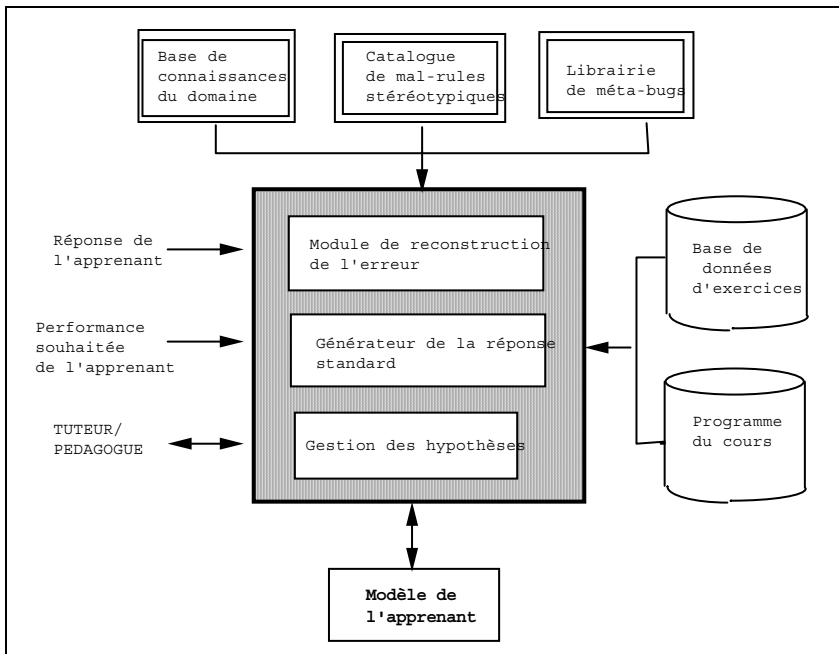 Base de
connaissances
du domaine
Catalogue
de mal-rules
stéréotypiques
Librairie
de méta-bugs
Réponse de
l'apprenant
Module de reconstruction
de l'erreur
Base de
données
d'exercices
Performance
souhaitée
de l'apprenant
Générateur de la réponse
standard
TUTEUR/
PEDAGOGUE
Gestion des hypothèses
Programme
du cours
Modèle de
l'apprenant